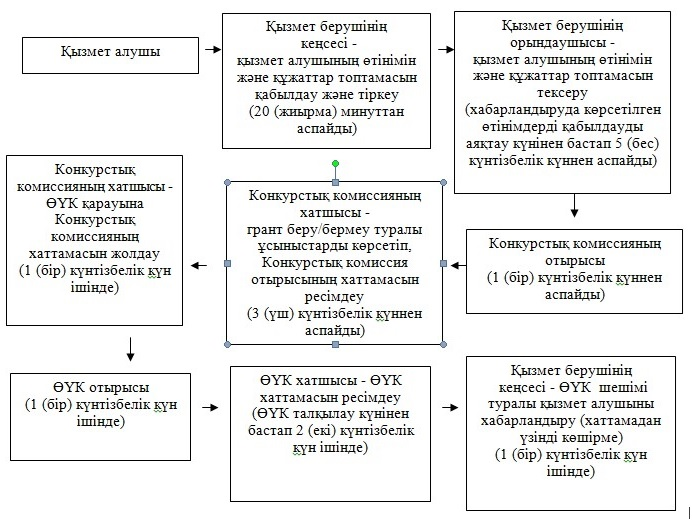 Қызмет алушы
Қызмет берушінің
кеңсесі -
қызмет алушының өтінімін
және құжаттар топтамасын
қабылдау және тіркеу
(20 (жиырма) минуттан
аспайды)
Қызмет берушінің
орындаушысы -
қызмет алушының өтінімін
және құжаттар топтамасын
тексеру
(хабарландыруда көрсетілген
өтінімдерді қабылдауды
аяқтау күнінен бастап 5 (бес)
күнтізбелік күннен аспайды)
Конкурстық комиссияның
отырысы
(1 (бір) күнтізбелік күннен
аспайды)
Конкурстық комиссияның
хатшысы -
грант беру/бермеу туралы
ұсыныстарды көрсетіп,
Конкурстық комиссия
отырысының хаттамасын
ресімдеу
(3 (үш) күнтізбелік күннен
аспайды)
Конкурстық
комиссияның хатшысы -
ӨҮК қарауына
Конкурстық
комиссияның
хаттамасын жолдау
(1 (бір) күнтізбелік күн
ішінде)
ӨҮК отырысы
(1 (бір) күнтізбелік күн
ішінде)
ӨҮК хатшысы - ӨҮК
хаттамасын ресімдеу
(ӨҮК талқылау күнінен
бастап 2 (екі) күнтізбелік
күн ішінде)
Қызмет берушінің
кеңсесі - ӨҮК шешімі
туралы қызмет алушыны
хабарландыру (хаттамадан
үзінді көшірме)
(1 (бір) күнтізбелік күн
ішінде)